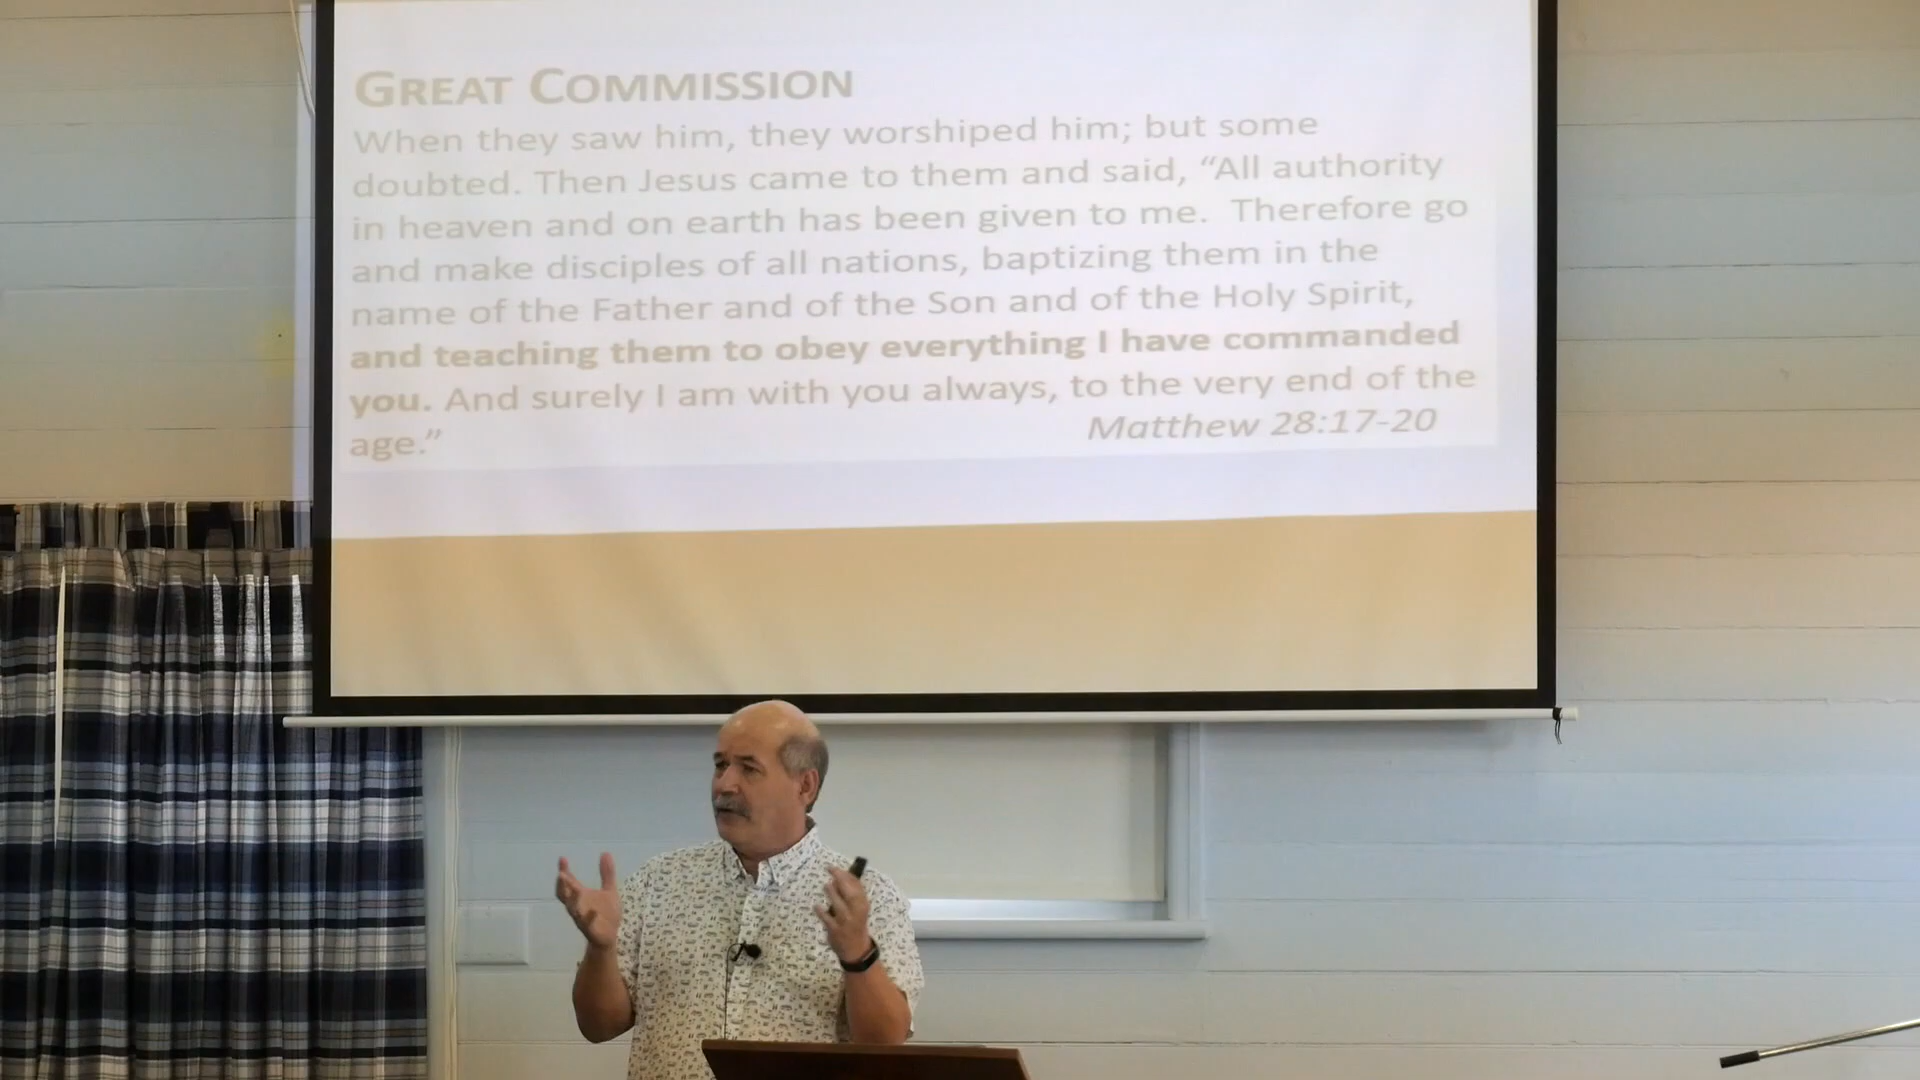 GREAT COMMISSION
When they saw him, they worshiped him; but some
doubted. Then Jesus came to them and said, “All authority
in heaven and on earth has been given to me.  Therefore go
and make disciples of all nations, baptizing them in the
name of the Father and of the Son and of the Holy Spirit,
and teaching them to obey everything I have commanded
you. And surely I am with you always, to the very end of the
age.”
Matthew 28:17-20